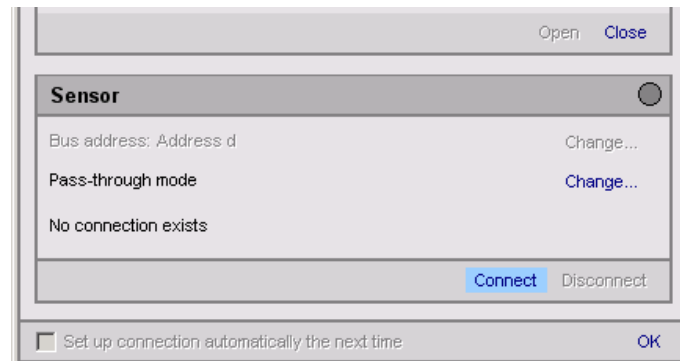 Open Close
Sensor
Bus address: Address d Change...
Pass-through mode Change...
No connection exists
Connect Disconnect
Set up connection automatically the next time OK